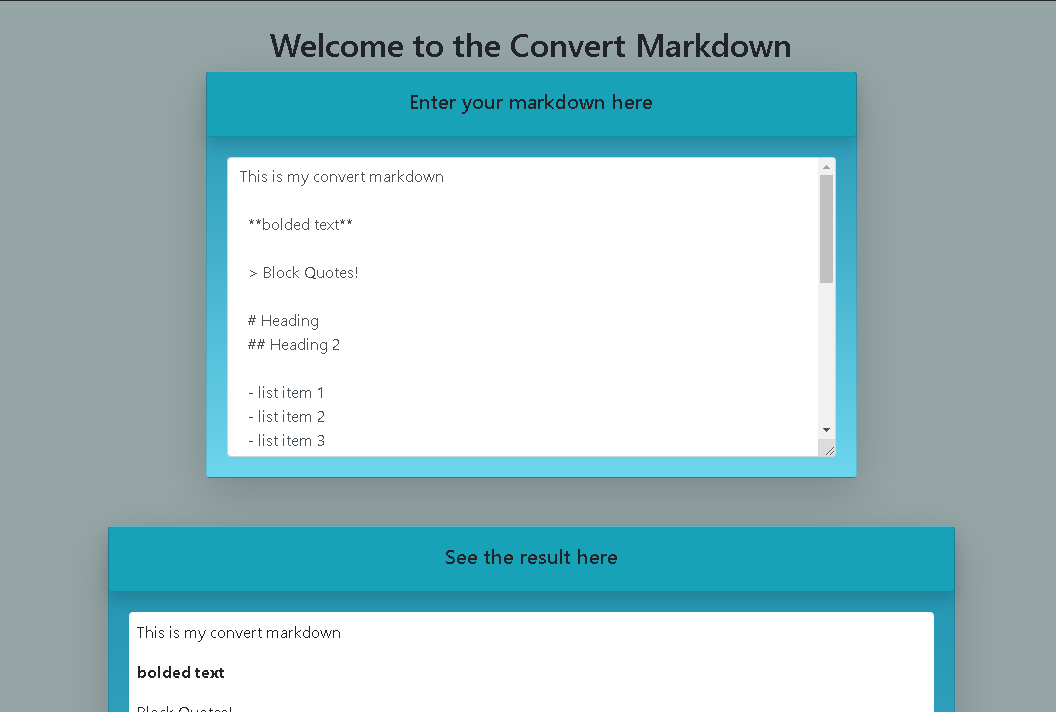 Welcome to the Convert Markdown
Enter your markdown here
This is my convert markdown
**bolded text**
> Block Quotes!
# Heading
## Heading 2
- list item 1
- list item 2
- list item 3
See the result here
This is my convert markdown
bolded text
Block Quotes!